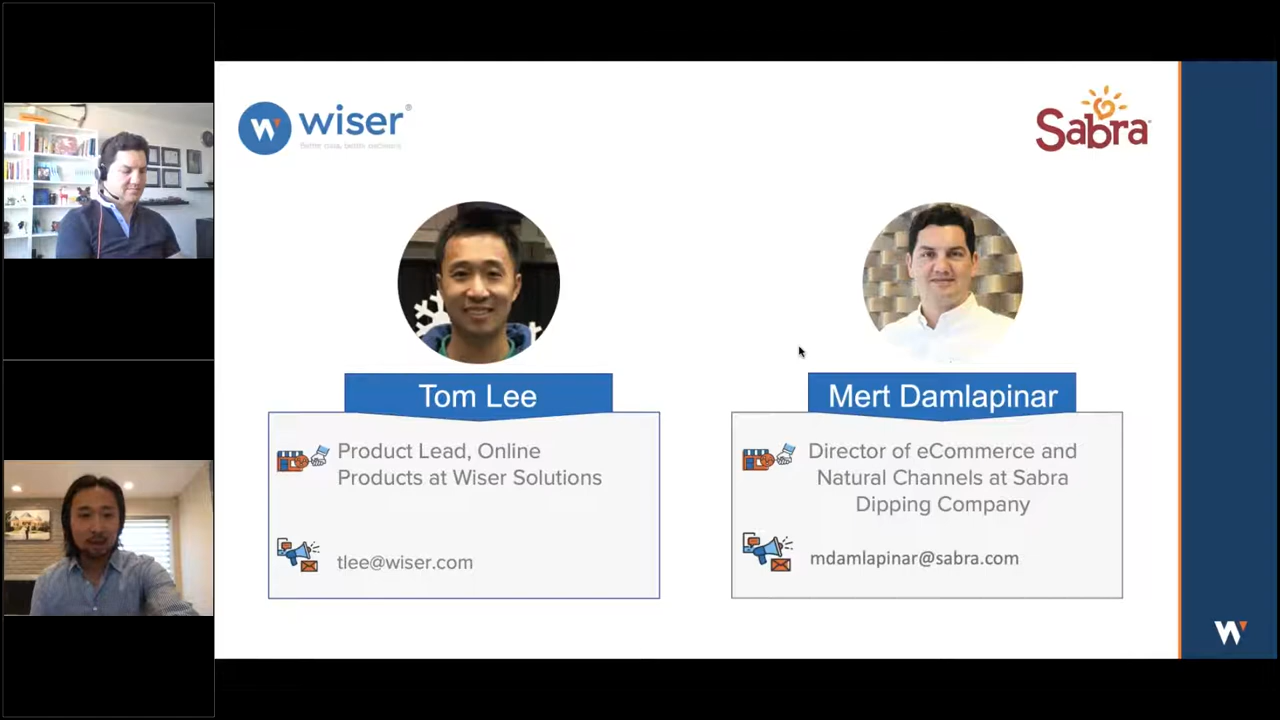 wiser®
Sabra
Tom Lee
Product Lead, Online
Products at Wiser Solutions
tlee@wiser.com
Mert Damlapinar
Director of eCommerce and
Natural Channels at Sabra
Dipping Company
mdamlapinar@sabra.com